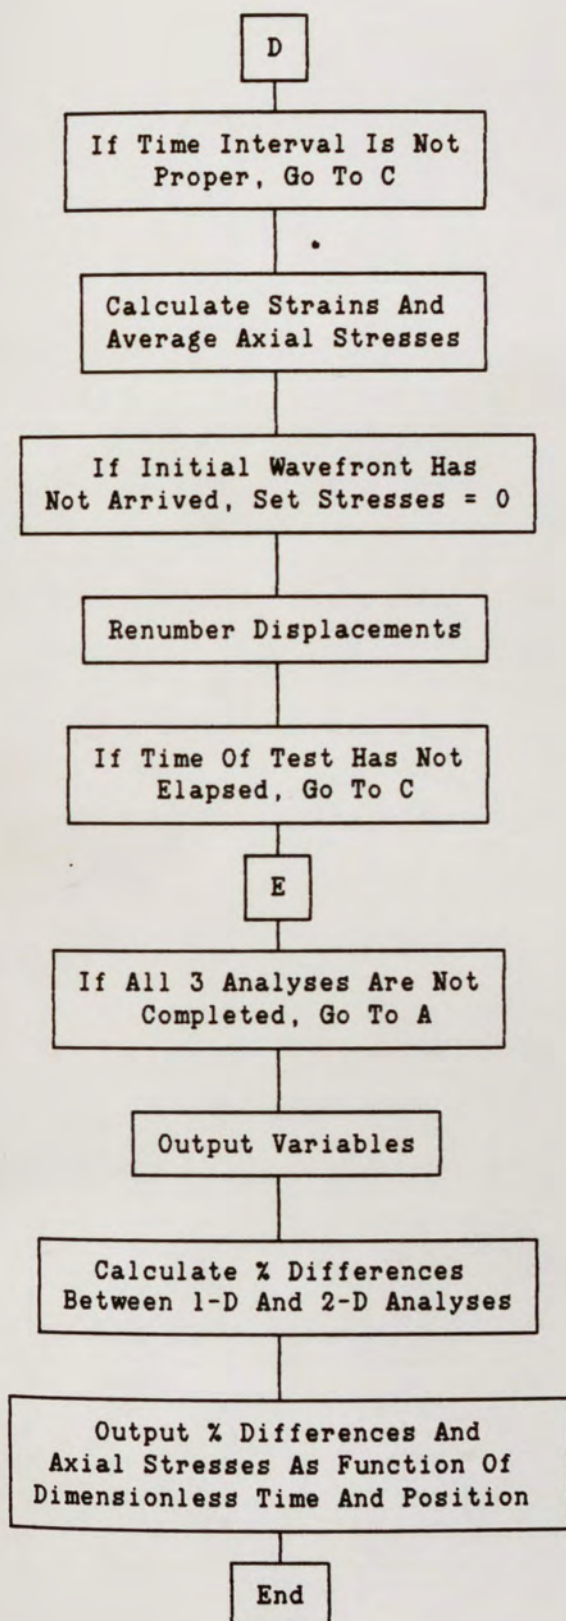 D
If Time Interval Is Not
Proper, Go To C
Calculate Strains And
Average Axial Stresses
If Initial Wavefront Has
Not Arrived, Set Stresses = 0
Renumber Displacements
If Time Of Test Has Not
Elapsed, Go To C
E
If All 3 Analyses Are Not
Completed, Go To A
Output Variables
Calculate % Differences
Between 1-D And 2-D Analyses
Output % Differences And
Axial Stresses As Function Of
Dimensionless Time And Position
End